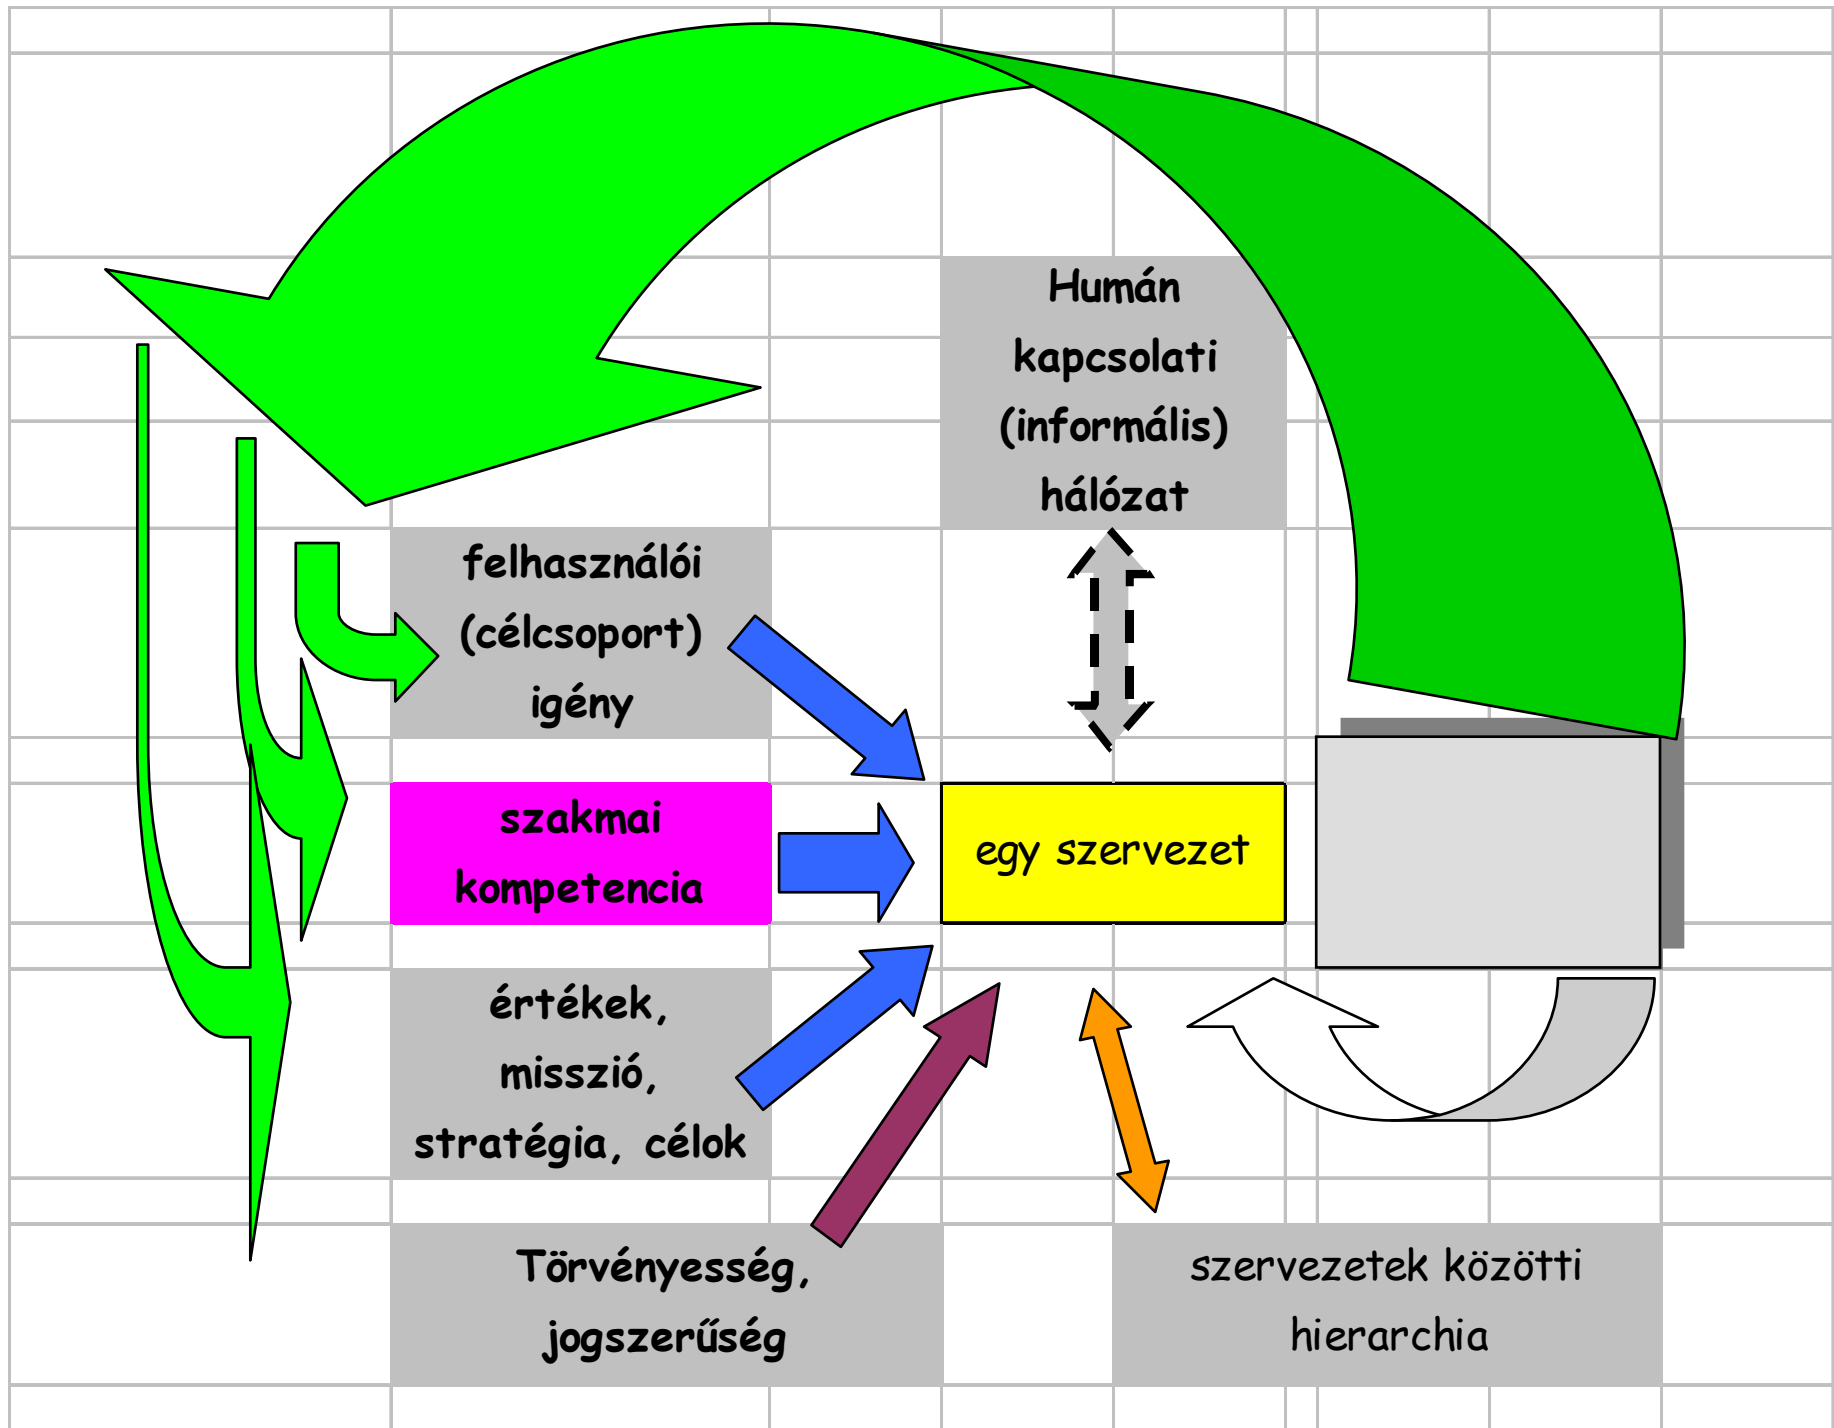 Humán
kapcsolati
(informális)
hálózat
felhasználói
(célcsoport)
igény
szakmai
kompetencia
egy szervezet
értékek,
misszió,
stratégia, célok
Törvényesség,
jogszerűség
szervezetek közötti
hierarchia